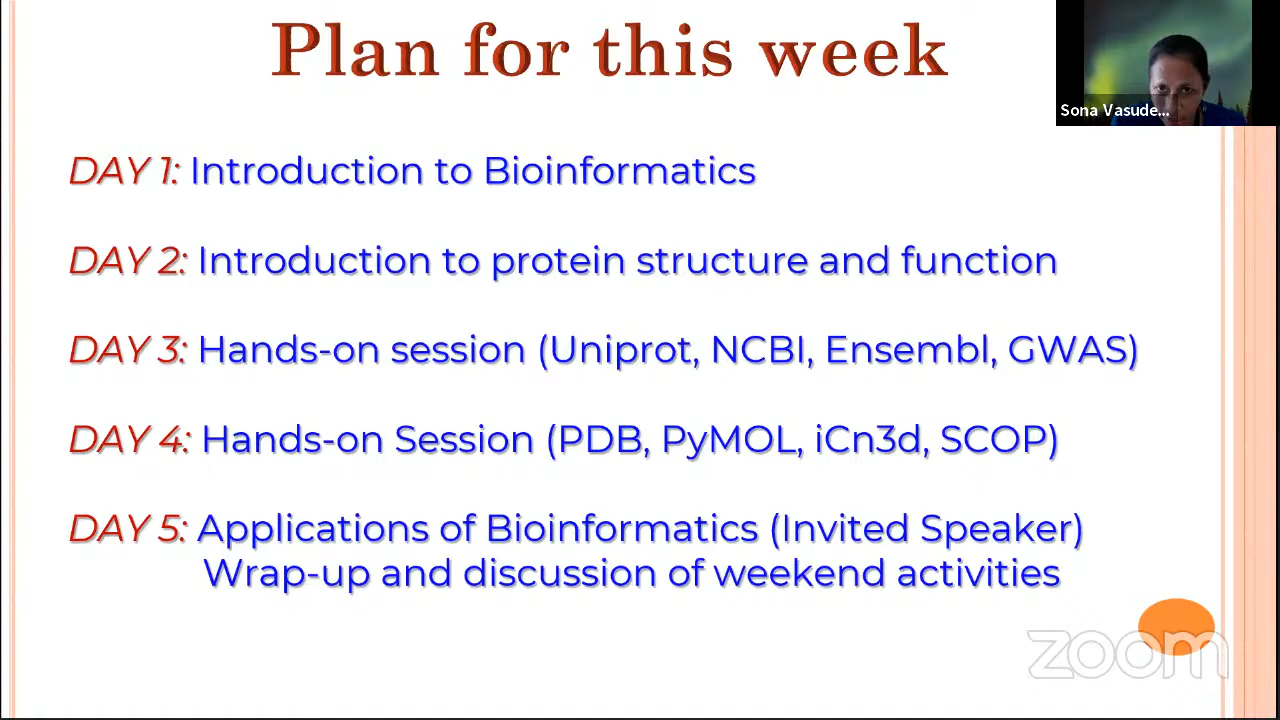 Plan for this week
Sona Vasude...
DAY 1: Introduction to Bioinformatics
DAY 2: Introduction to protein structure and function
DAY 3: Hands-on session (Uniprot, NCBI, Ensembl, GWAS)
DAY 4: Hands-on Session (PDB, PyMOL, iCn3d, SCOP)
DAY 5: Applications of Bioinformatics (Invited Speaker)
Wrap-up and discussion of weekend activities
zoom